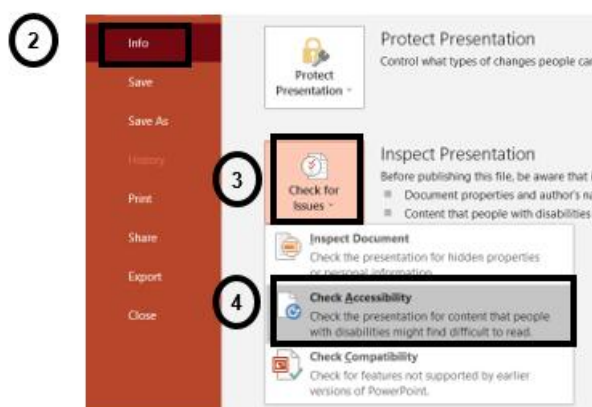 2
Info
Save
Save As
History
Print
Share
Export
Close
Protect
Presentation
Protect Presentation
Control what types of changes people can
3
Check for
Issues
Inspect Presentation
Before publishing this file, be aware that i
Document properties and author's na
Content that people with disabilities
Inspect Document
Check the presentation for hidden properties
or personal information.
4
Check Accessibility
Check the presentation for content that people
with disabilities might find difficult to read.
Check Compatibility
Check for features not supported by earlier
versions of PowerPoint.